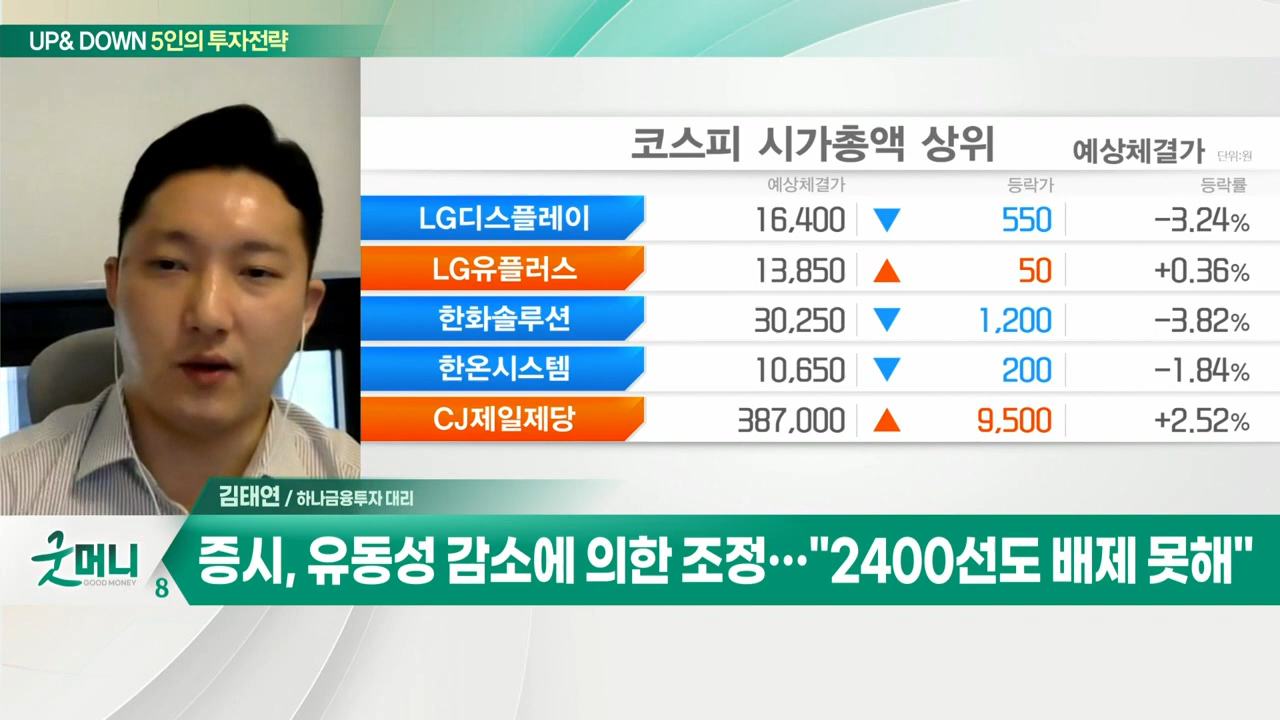 UP& DOWN 5인의 투자전략
코스피 시가총액 상위 예상체결가 단위:원
예상체결가 등락가 등락률
LG디스플레이 16,400 ▼ 550 -3.24%
LG유플러스 13,850 ▲ 50 +0.36%
한화솔루션 30,250 ▼ 1,200 -3.82%
한온시스템 10,650 ▼ 200 -1.84%
CJ제일제당 387,000 ▲ 9,500 +2.52%
김태연 / 하나금융투자 대리
굿머니
GOOD MONEY
8
증시, 유동성 감소에 의한 조정…"2400선도 배제 못해"